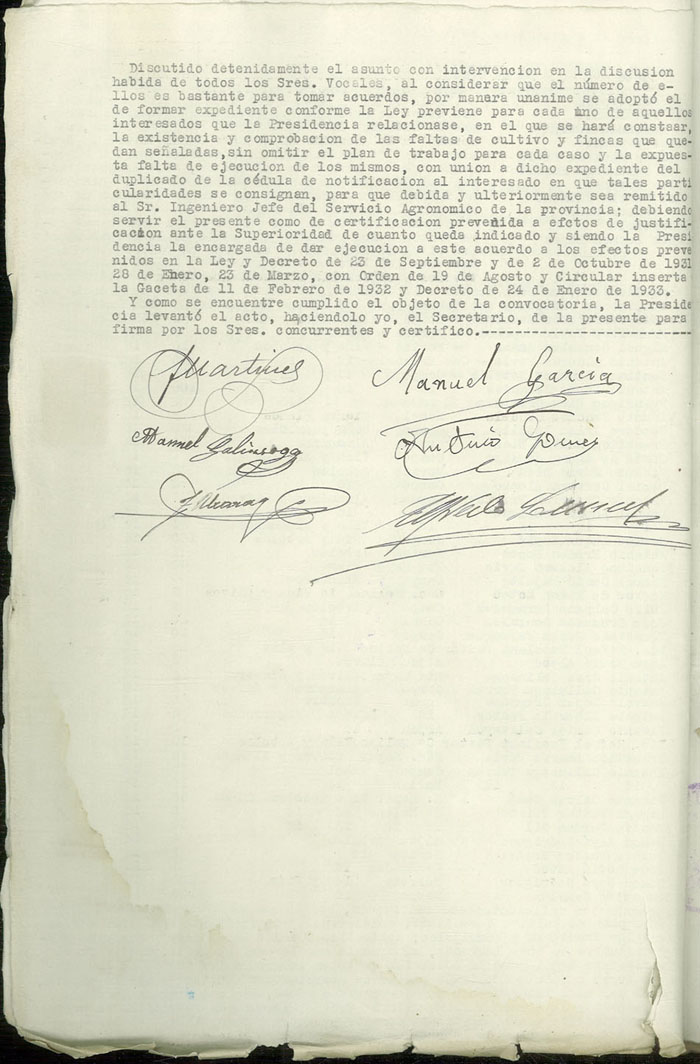 Discutido detenidamente el asunto con intervencion en la discusion
habida de todos los Sres. Vocales, al considerar que el número de e-
llos es bastante para tomar acuerdos, por manara unanime se adoptó el
de formar expediente conforme la Ley previene para cada uno de aquellos
interesados que la Presidencia relacionase, en el que se hará constaar,
la existencia y comprobacion de las faltas de cultivo y fincas que que-
dan señaladas,sin omitir el plan de trabajo para cada caso y la expues-
ta falta de ejecucion de los mismos, con union a dicho expediente del
duplicado de la cédula de notificacion al interesado en que tales parti
cularidades se consignan, para que debida y ulteriormente sea remitido
al Sr. Ingeniero Jefe del Servicio Agronomico de la provincia; debiendo
servir el presente como de certificacion prevenida a efctos de justifi-
cacion ante la Superioridad de cuanto queda indicado y siendo la Presi
dencia la encargada de dar ejecucion a este acuerdo a los efectos preve
nidos en la Ley y Decreto de 23 de Septiembre y de 2 de Octubre de 1931
28 de Enero, 23 de Marzo, con Orden de 19 de Agosto y Circular inserta
la Gaceta de 11 de Febrero de 1932 y Decreto de 24 de Enero de 1933.
Y como se encuentre cumplido el objeto de la convocatoria, la Preside
cia levantó el acto, haciendolo yo, el Secretario, de la presente para
firma por los Sres. concurrentes y certifico.-------------------------
JMartines
Manuel Garcia
Manuel Galinsoga
Antonio Gomes
Alfredo